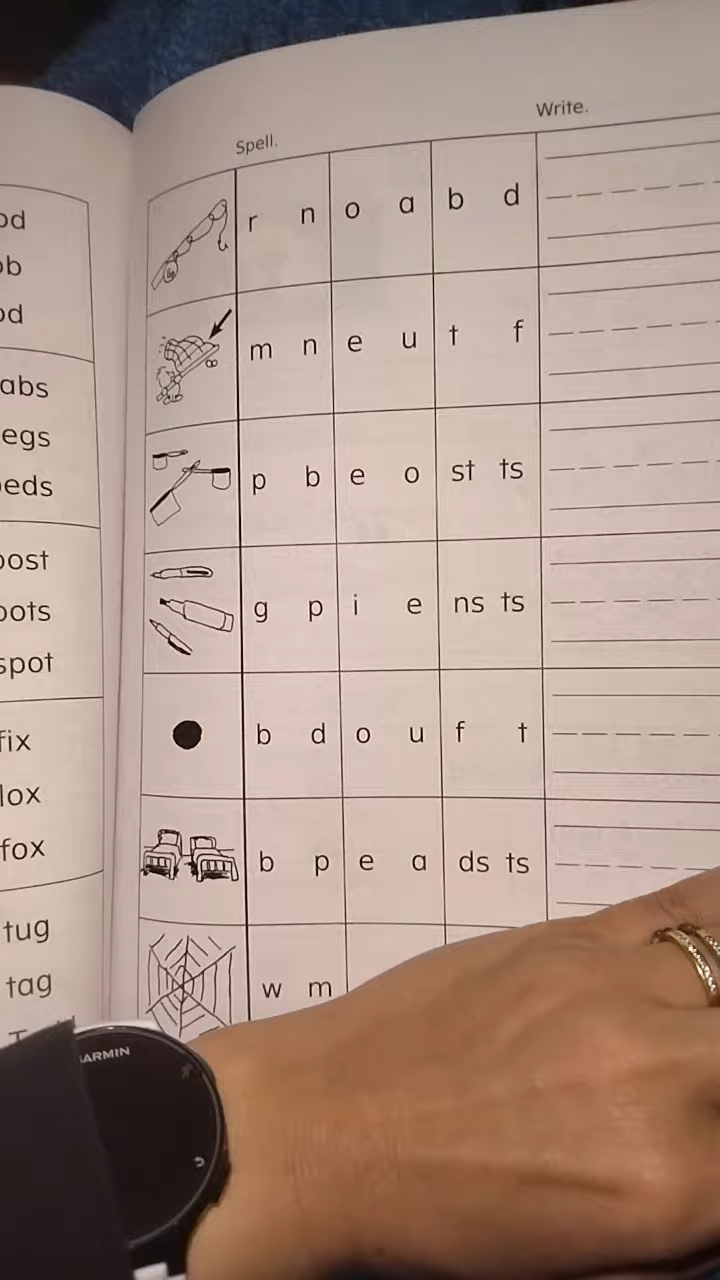 Spell.
Write.
od
ob
od
abs
egs
eds
post
oots
spot
fix
lox
fox
tug
tag
r n o a b d
m n e u t f
p b e o st ts
g p i e ns ts
b d o u f t
b p e a ds ts
w m
GARMIN